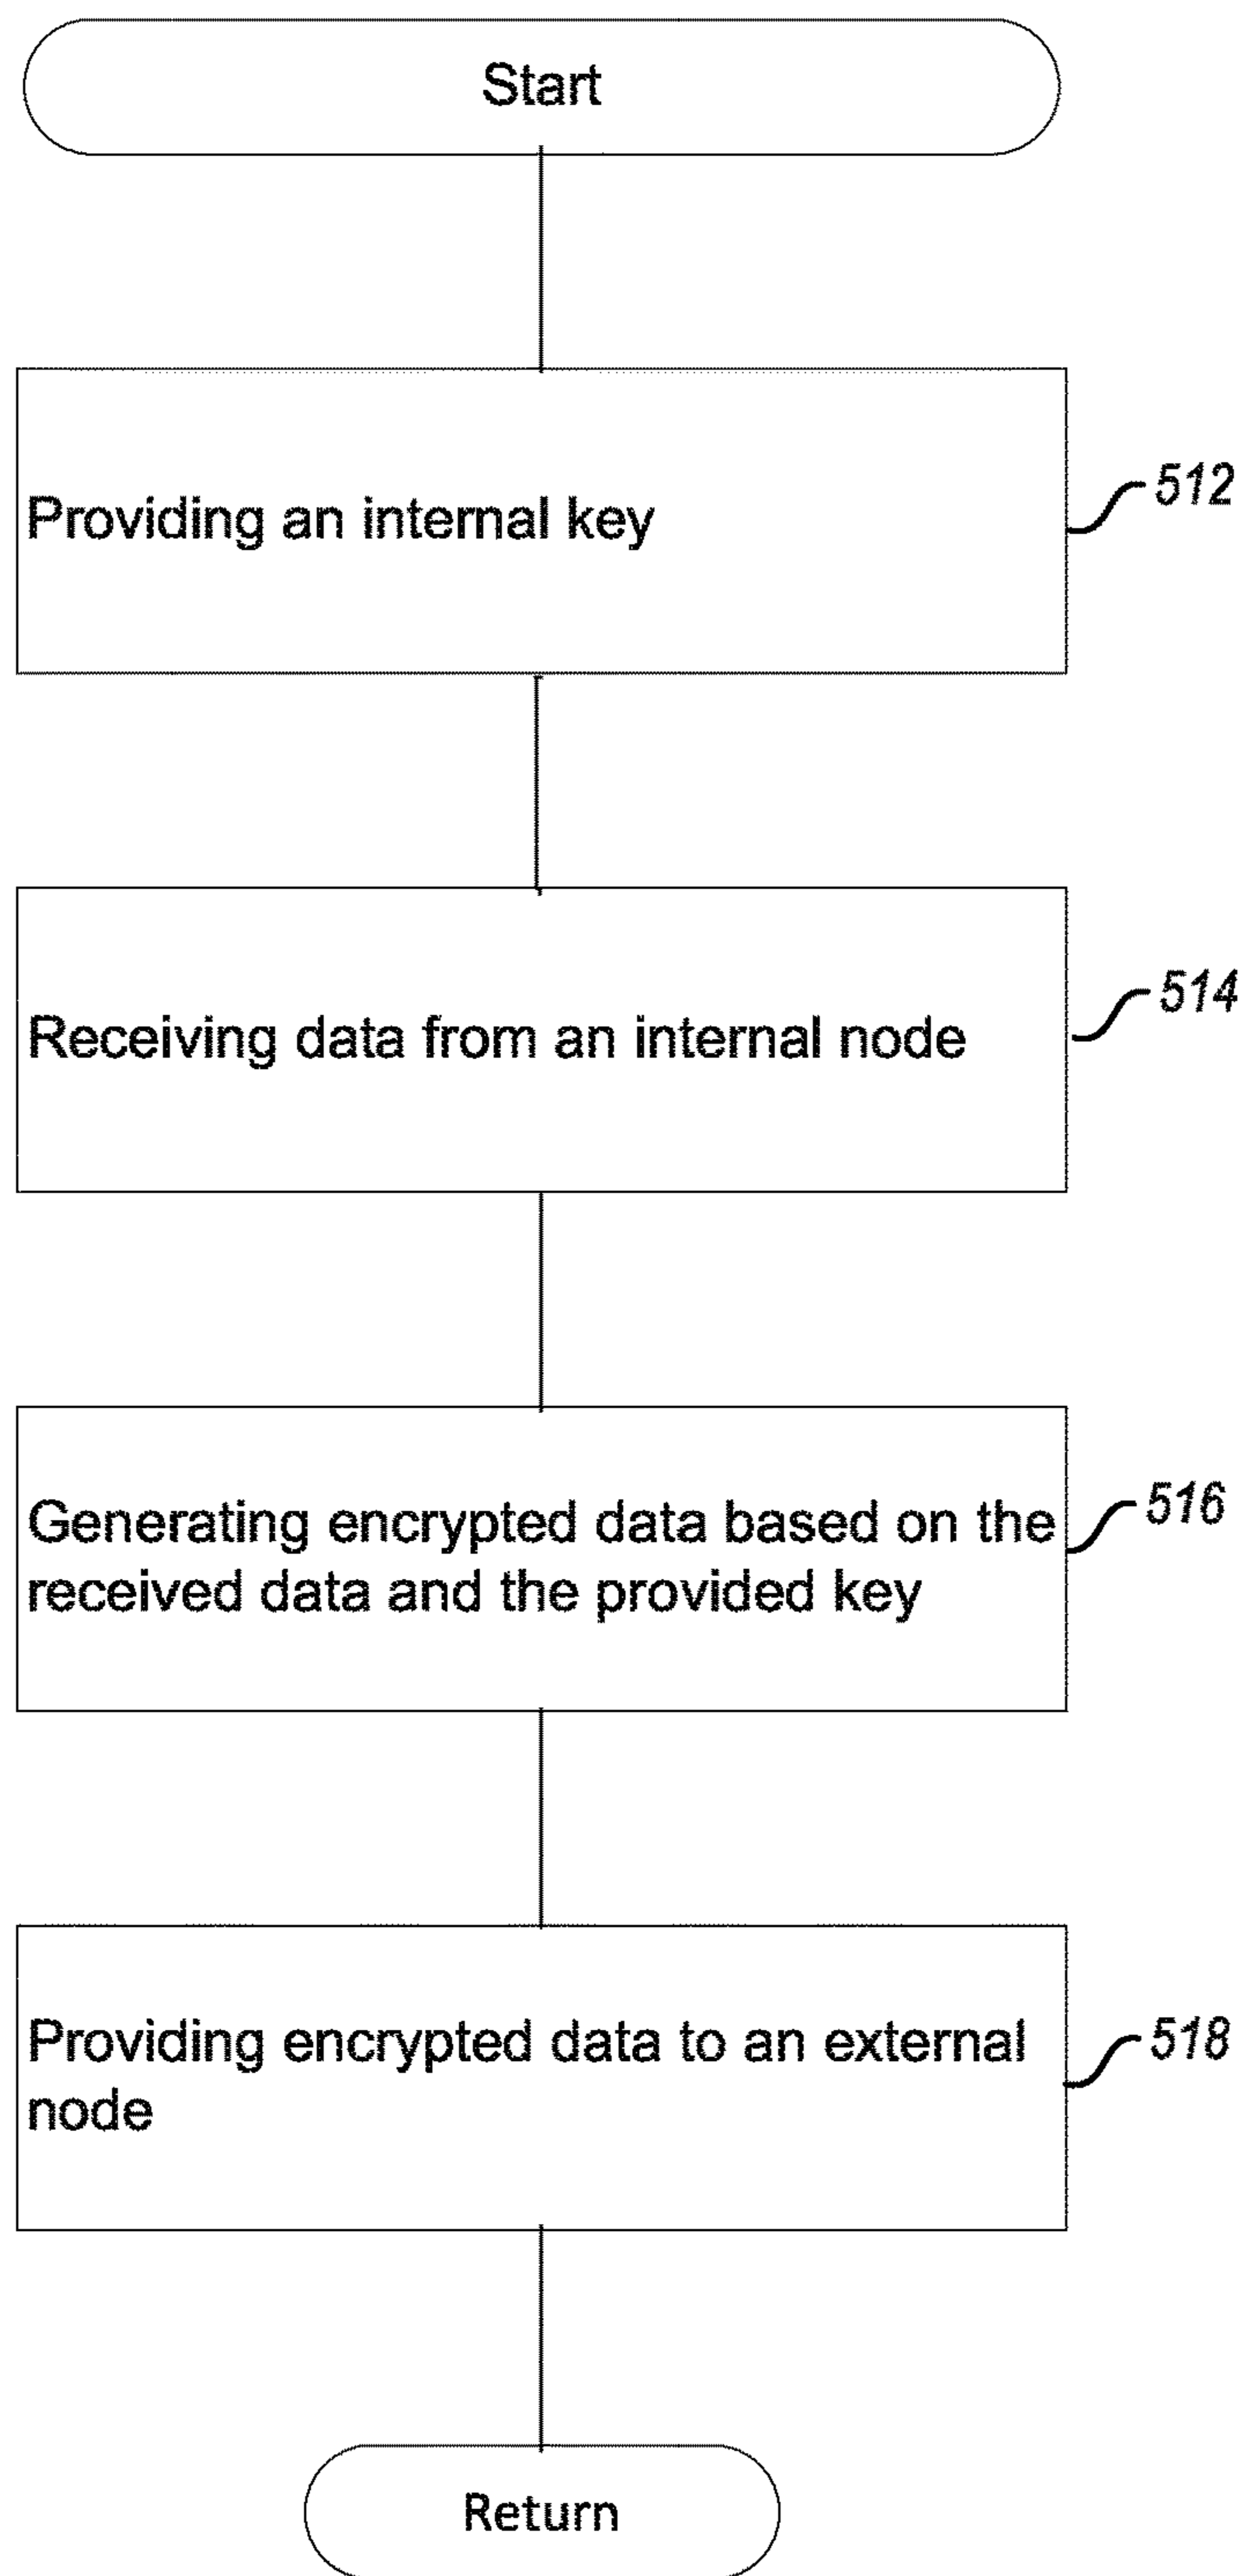 Start
Providing an internal key
512
Receiving data from an internal node
514
Generating encrypted data based on the
received data and the provided key
516
Providing encrypted data to an external
node
518
Return